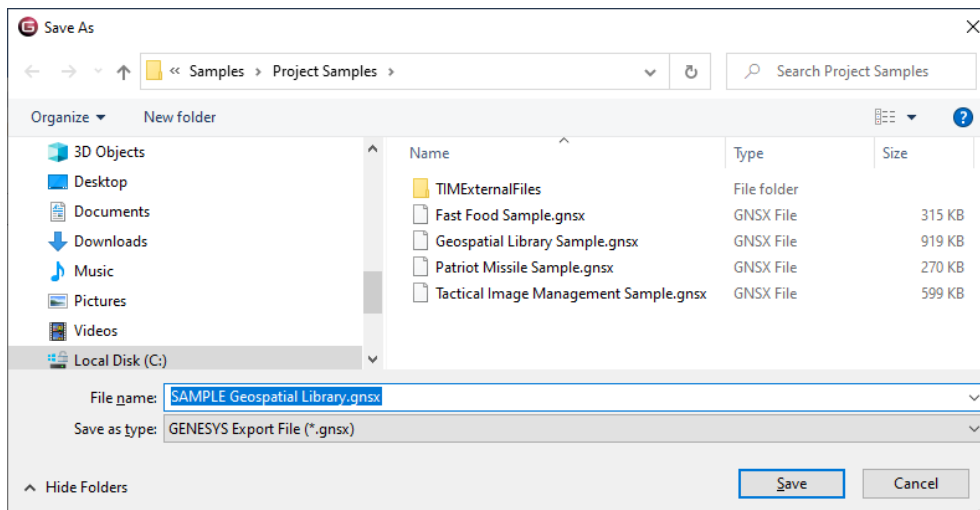 Save As
« Samples > Project Samples >
Search Project Samples
Organize
New folder
Name Type Size
3D Objects
Desktop
Documents
Downloads
Music
Pictures
Videos
Local Disk (C:)
TIMExternalFiles File folder
Fast Food Sample.gnsx GNSX File 315 KB
Geospatial Library Sample.gnsx GNSX File 919 KB
Patriot Missile Sample.gnsx GNSX File 270 KB
Tactical Image Management Sample.gnsx GNSX File 599 KB
File name: SAMPLE Geospatial Library.gnsx
Save as type: GENESYS Export File (*.gnsx)
Hide Folders
Save
Cancel